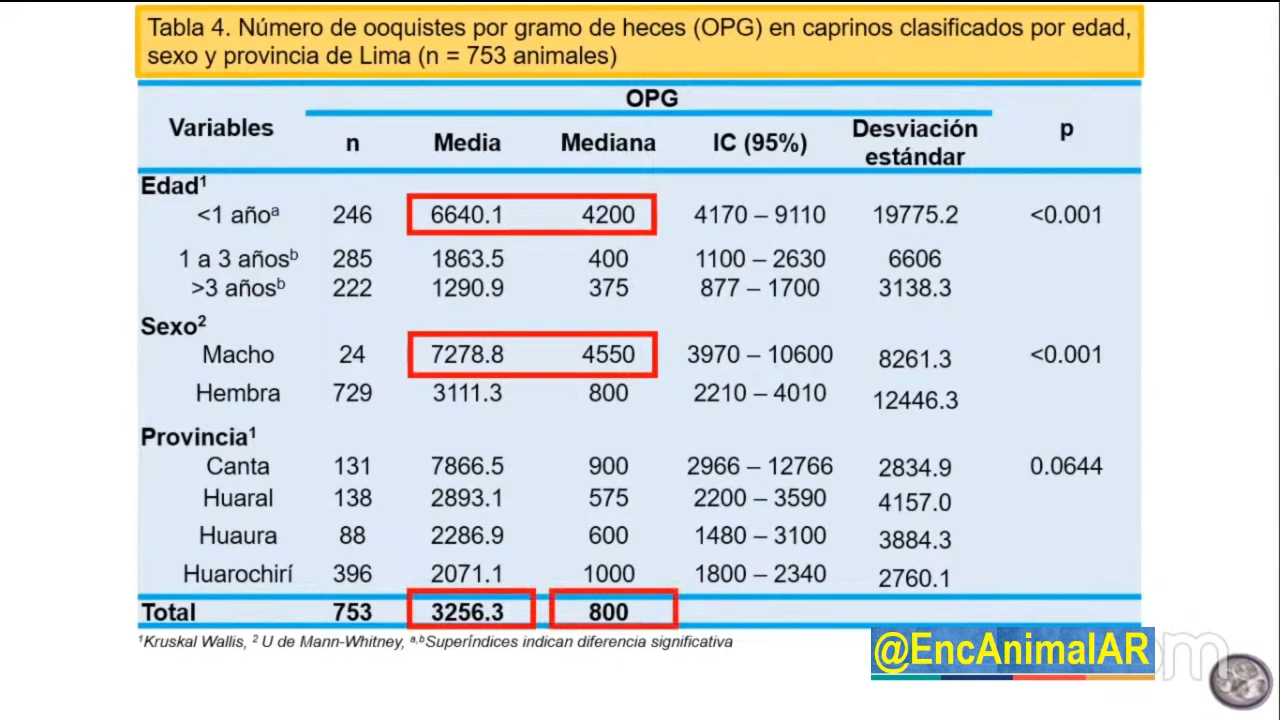 Tabla 4. Número de ooquistes por gramo de heces (OPG) en caprinos clasificados por edad,
sexo y provincia de Lima (n = 753 animales)
OPG
Variables n Media Mediana IC (95%) Desviación estándar p
Edad¹
<1 añoᵃ 246 6640.1 4200 4170 – 9110 19775.2 <0.001
1 a 3 añosᵇ 285 1863.5 400 1100 – 2630 6606
>3 añosᵇ 222 1290.9 375 877 – 1700 3138.3
Sexo²
Macho 24 7278.8 4550 3970 – 10600 8261.3 <0.001
Hembra 729 3111.3 800 2210 – 4010 12446.3
Provincia¹
Canta 131 7866.5 900 2966 – 12766 2834.9 0.0644
Huaral 138 2893.1 575 2200 – 3590 4157.0
Huaura 88 2286.9 600 1480 – 3100 3884.3
Huarochirí 396 2071.1 1000 1800 – 2340 2760.1
Total 753 3256.3 800
¹Kruskal Wallis, ² U de Mann-Whitney, ᵃ,ᵇSuperíndices indican diferencia significativa
@EncAnimalAR